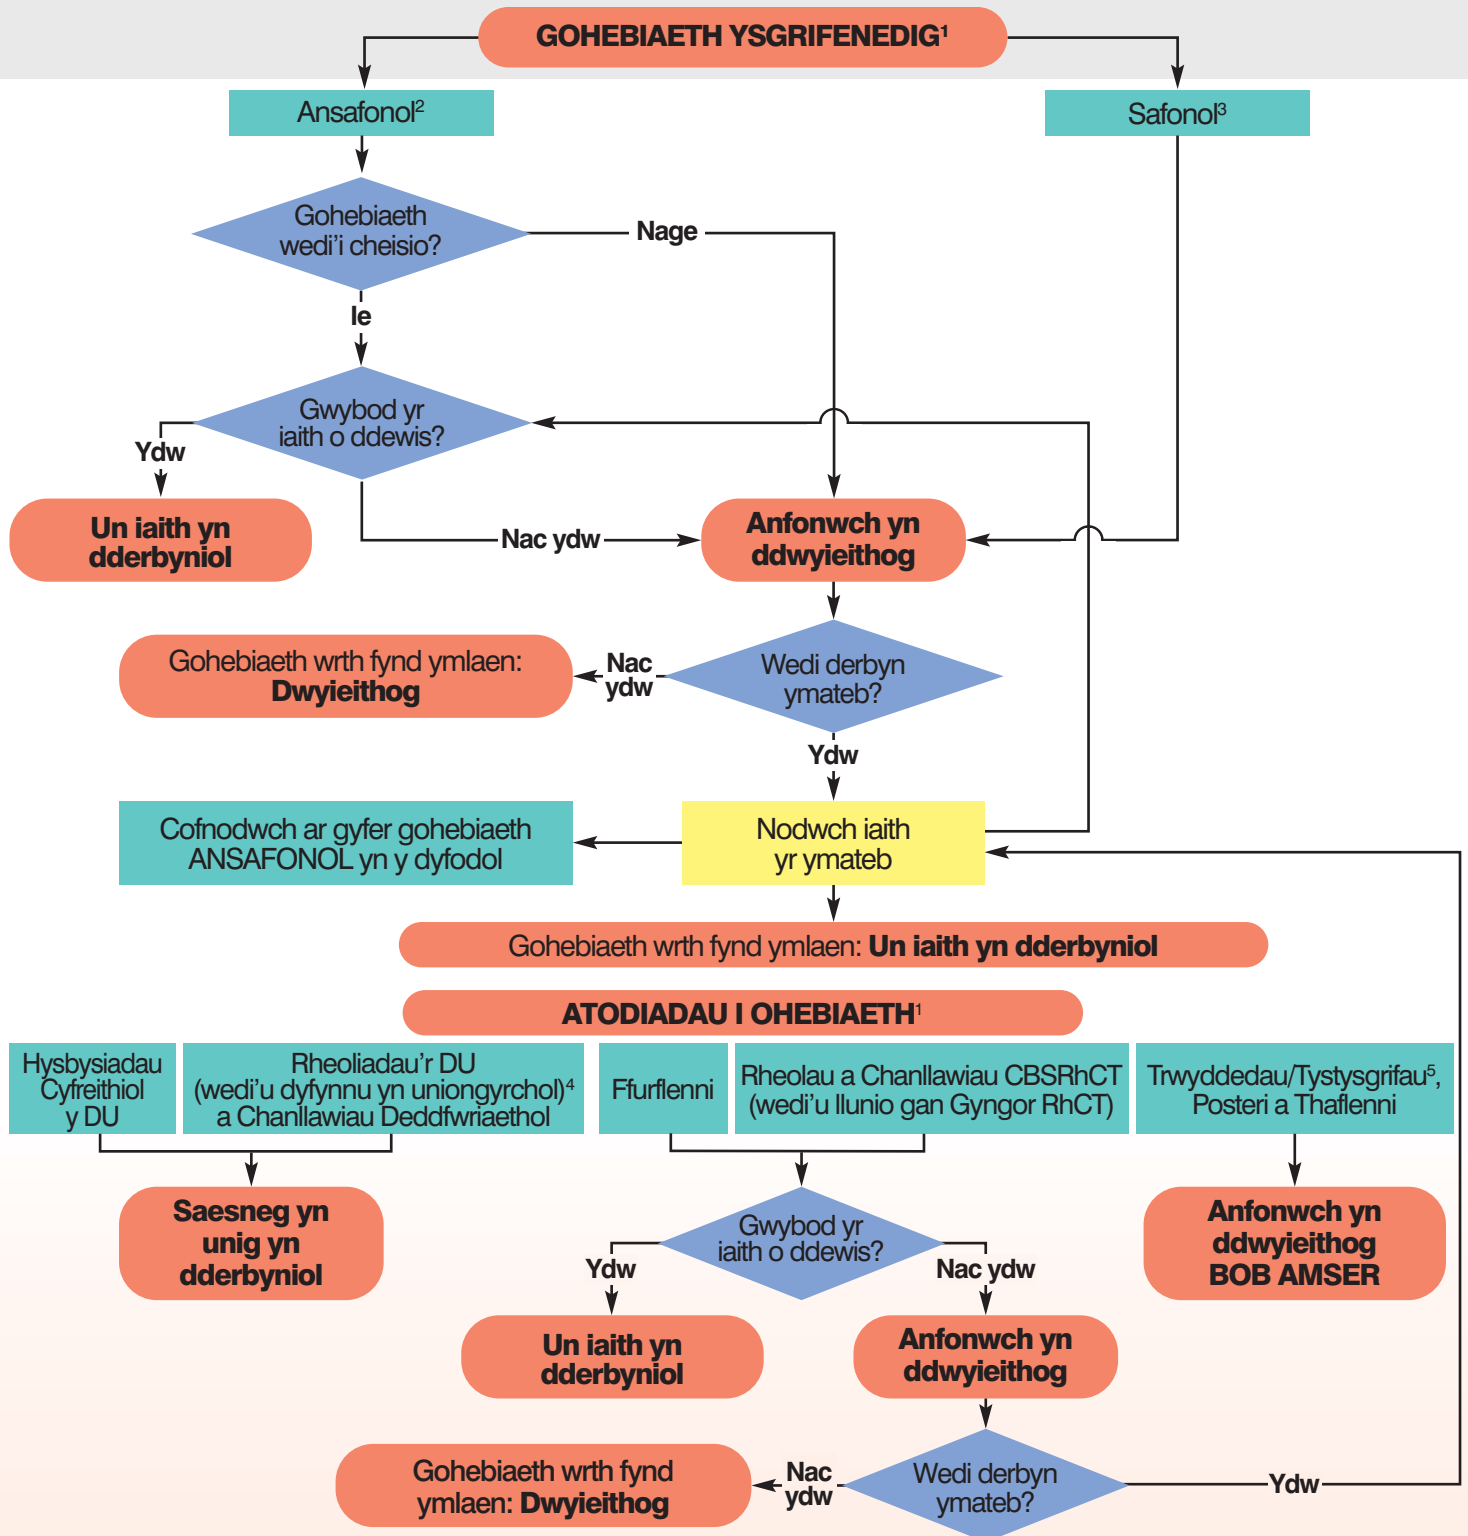 GOHEBIAETH YSGRIFENEDIG¹
Ansafonol²
Safonol³
Gohebiaeth
wedi'i cheisio?
Nage
Ie
Gwybod yr
iaith o ddewis?
Ydw
Un iaith yn
dderbyniol
Nac ydw
Anfonwch yn
ddwyieithog
Gohebiaeth wrth fynd ymlaen:
Dwyieithog
Nac
ydw
Wedi derbyn
ymateb?
Ydw
Cofnodwch ar gyfer gohebiaeth
ANSAFONOL yn y dyfodol
Nodwch iaith
yr ymateb
Gohebiaeth wrth fynd ymlaen: Un iaith yn dderbyniol
ATODIADAU I OHEBIAETH¹
Hysbysiadau
Cyfreithiol
y DU
Rheoliadau'r DU
(wedi'u dyfynnu yn uniongyrchol)⁴
a Chanllawiau Deddfwriaethol
Ffurflenni
Rheolau a Chanllawiau CBSRhCT
(wedi'u llunio gan Gyngor RhCT)
Trwyddedau/Tystysgrifau⁵,
Posteri a Thaflenni
Saesneg yn
unig yn
dderbyniol
Gwybod yr
iaith o ddewis?
Anfonwch yn
ddwyieithog
BOB AMSER
Ydw
Nac ydw
Un iaith yn
dderbyniol
Anfonwch yn
ddwyieithog
Gohebiaeth wrth fynd
ymlaen: Dwyieithog
Nac
ydw
Wedi derbyn
ymateb?
Ydw